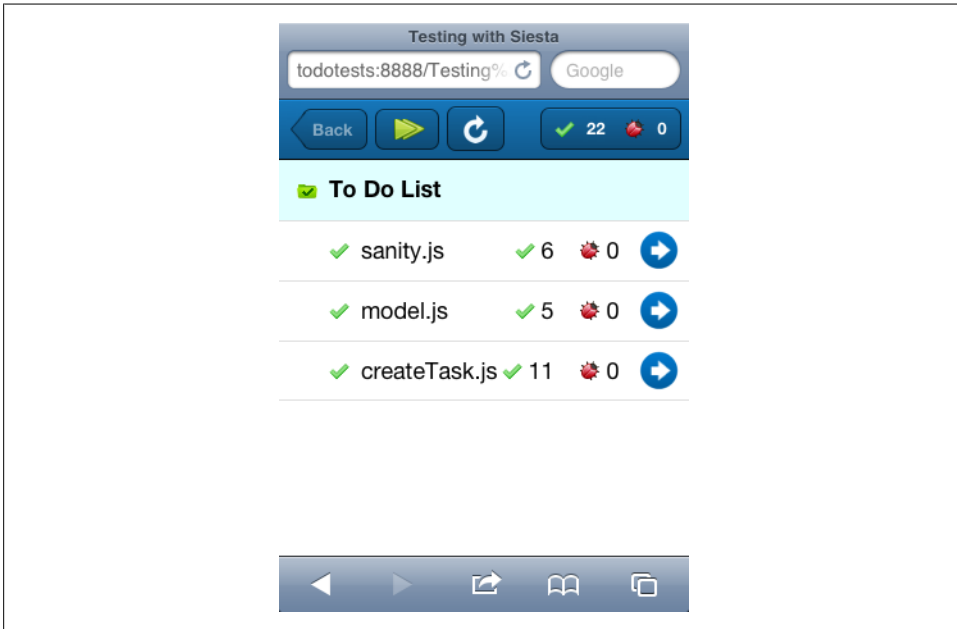 Testing with Siesta
todotests:8888/Testing% Google
Back 22 0
To Do List
sanity.js 6 0
model.js 5 0
createTask.js 11 0